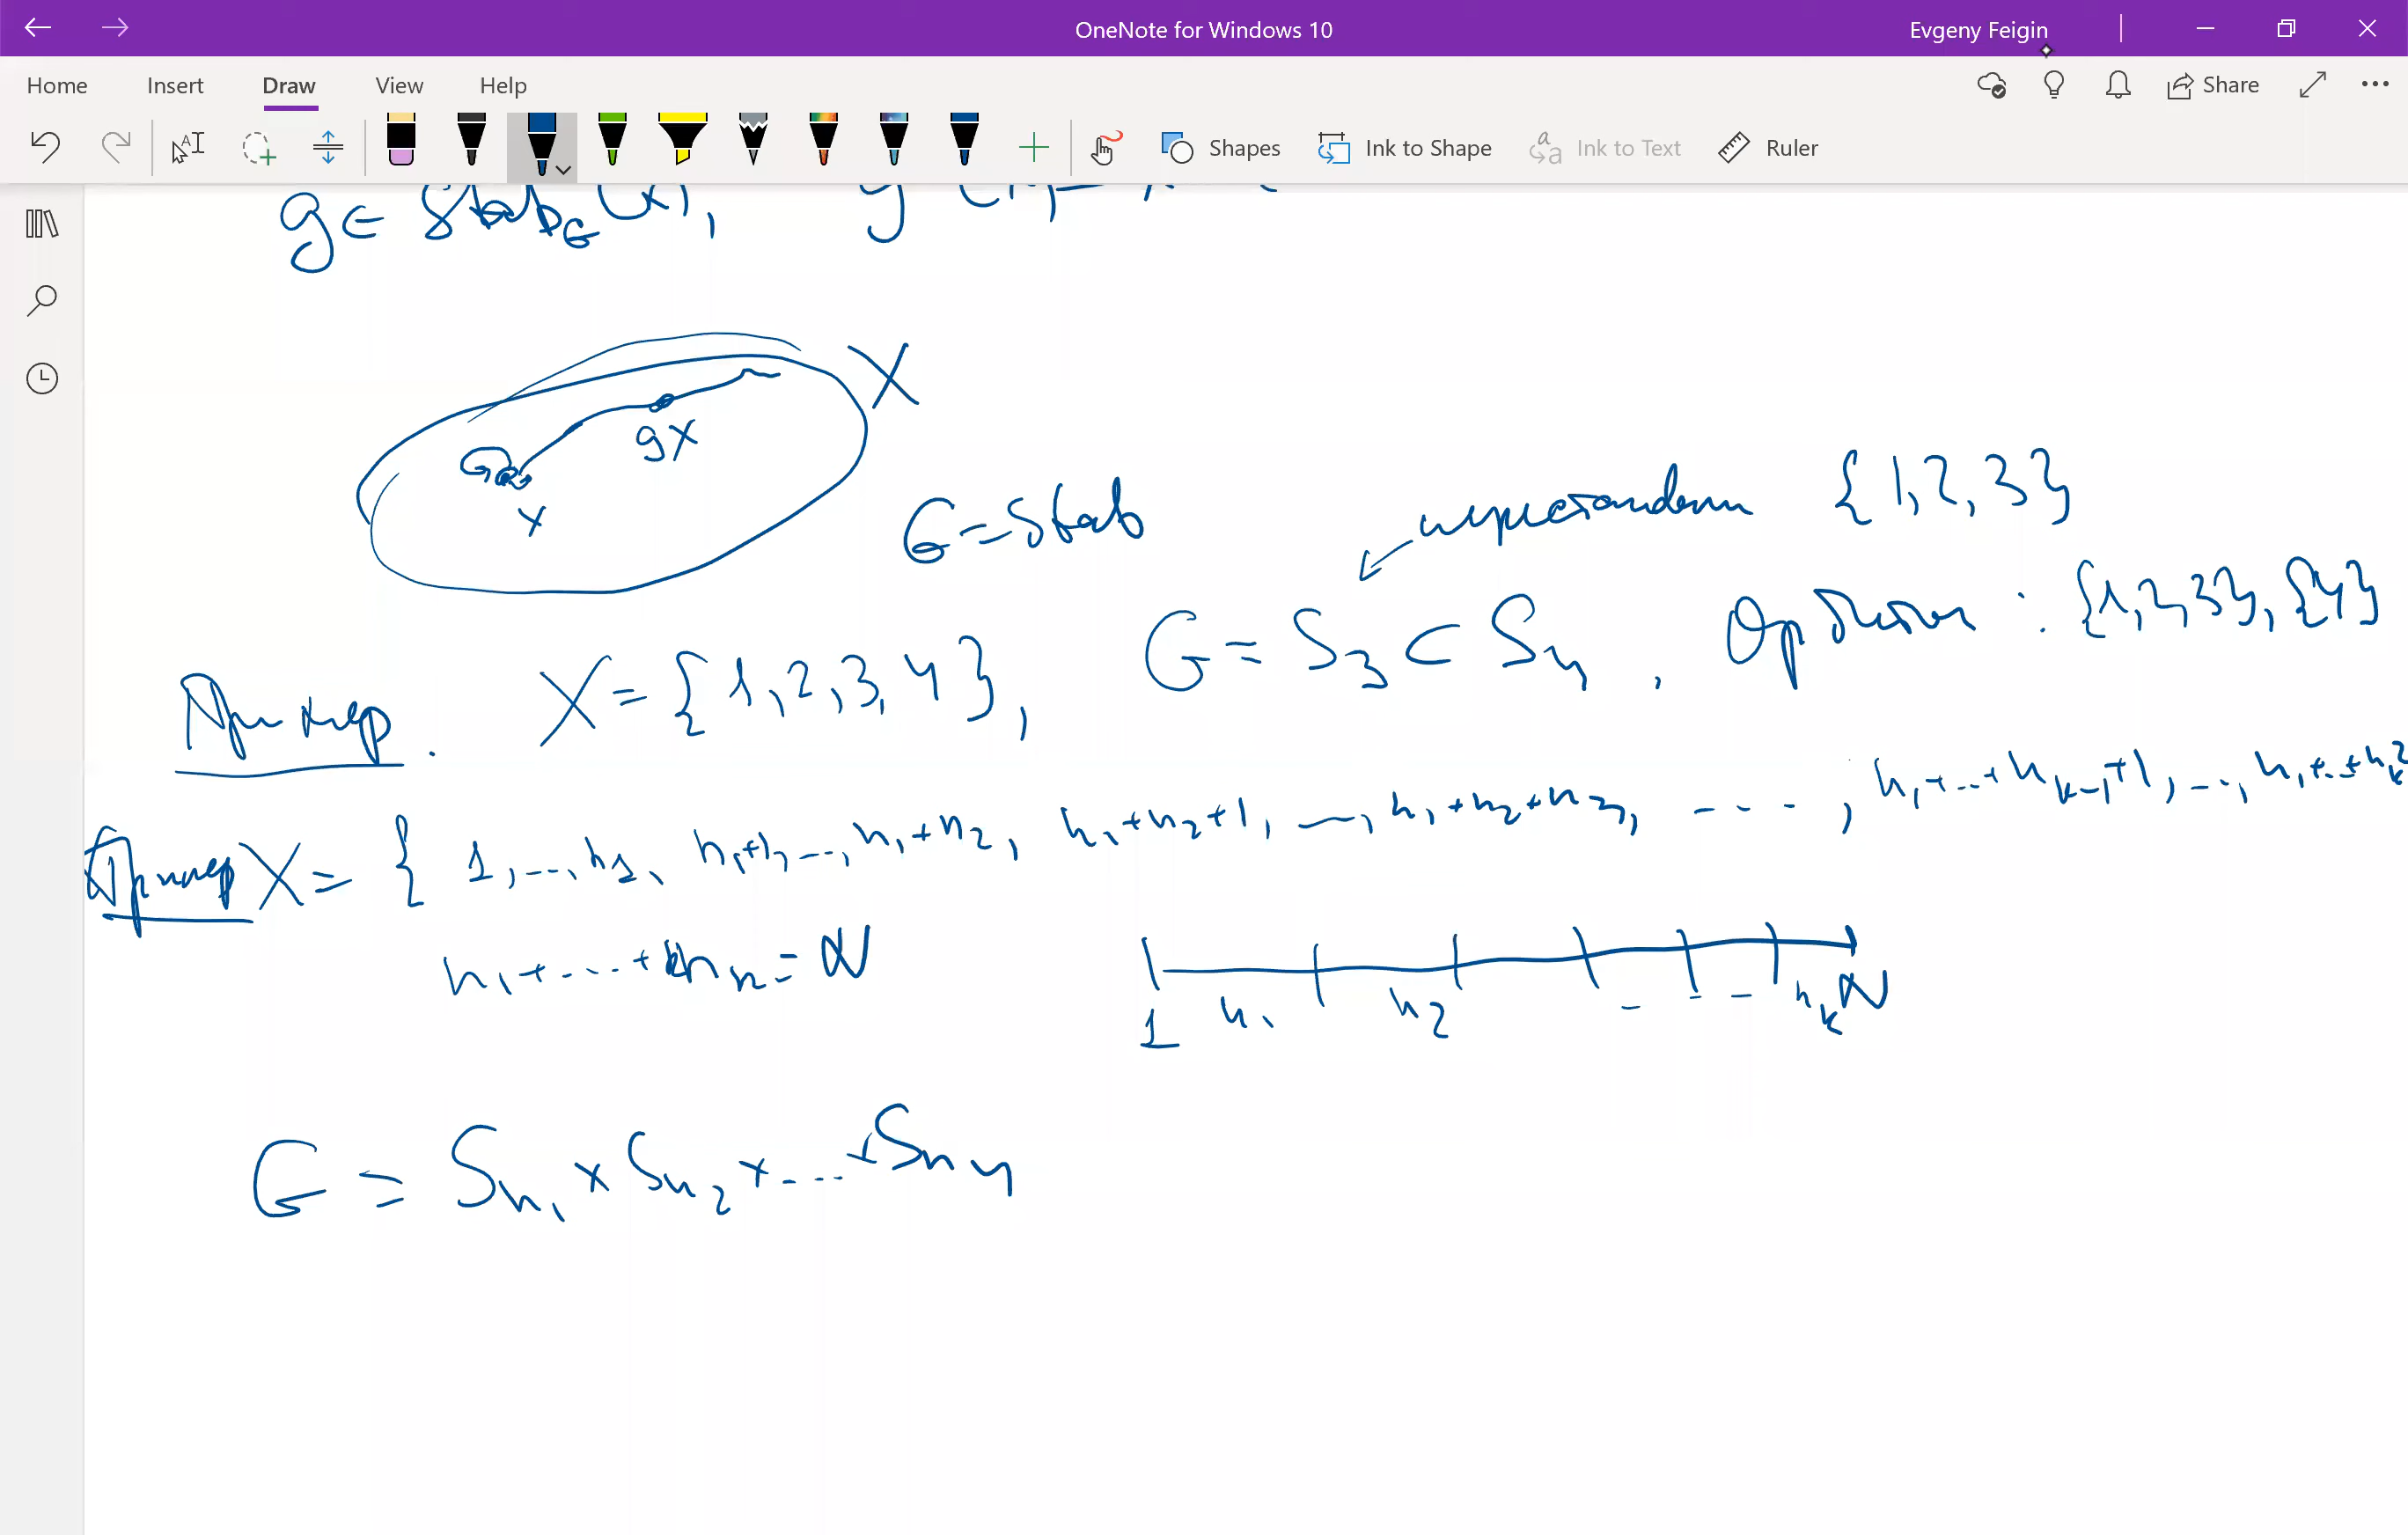 OneNote for Windows 10 Evgeny Feigin
Home Insert Draw View Help Share
Shapes Ink to Shape Ink to Text Ruler
g ∈ Stab_G(x),
X
gx
x
G = Stab
{1, 2, 3}
Пример. X = {1, 2, 3, 4}, G = S_3 ⊂ S_4, Орбиты: {1, 2, 3}, {4}
Пример X = { 1, ..., n_1, n_1+1, ..., n_1+n_2, n_1+n_2+1, ..., n_1+n_2+n_3, ..., n_1+...+n_{k-1}+1, ..., n_1+...+n_k}
n_1 + ... + n_k = N
1 n_1 n_2 ... n_k N
G = S_{n_1} × S_{n_2} × ... × S_{n_k}